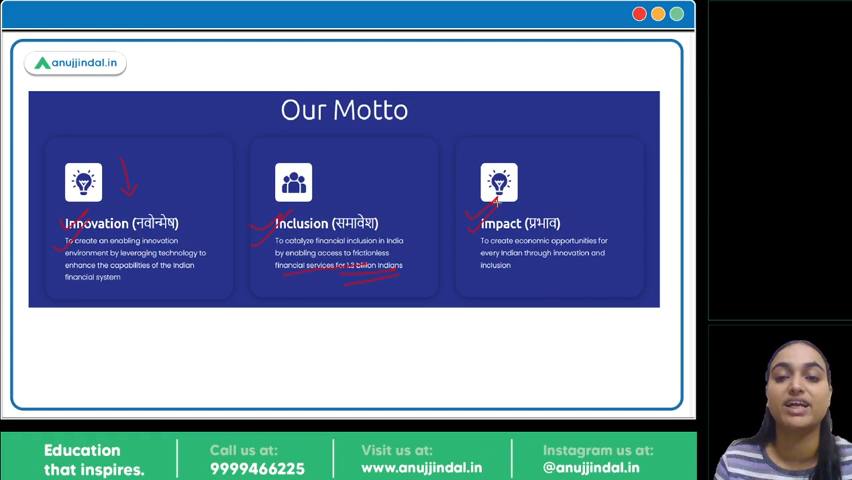 anujjindal.in
Our Motto
Innovation (नवोन्मेष)
To create an enabling innovation
environment by leveraging technology to
enhance the capabilities of the Indian
financial system
Inclusion (समावेश)
To catalyze financial inclusion in India
by enabling access to frictionless
financial services for 1.3 billion Indians
Impact (प्रभाव)
To create economic opportunities for
every Indian through innovation and
inclusion
Education
that inspires.
Call us at:
9999466225
Visit us at:
www.anujjindal.in
Instagram us at:
@anujjindal.in